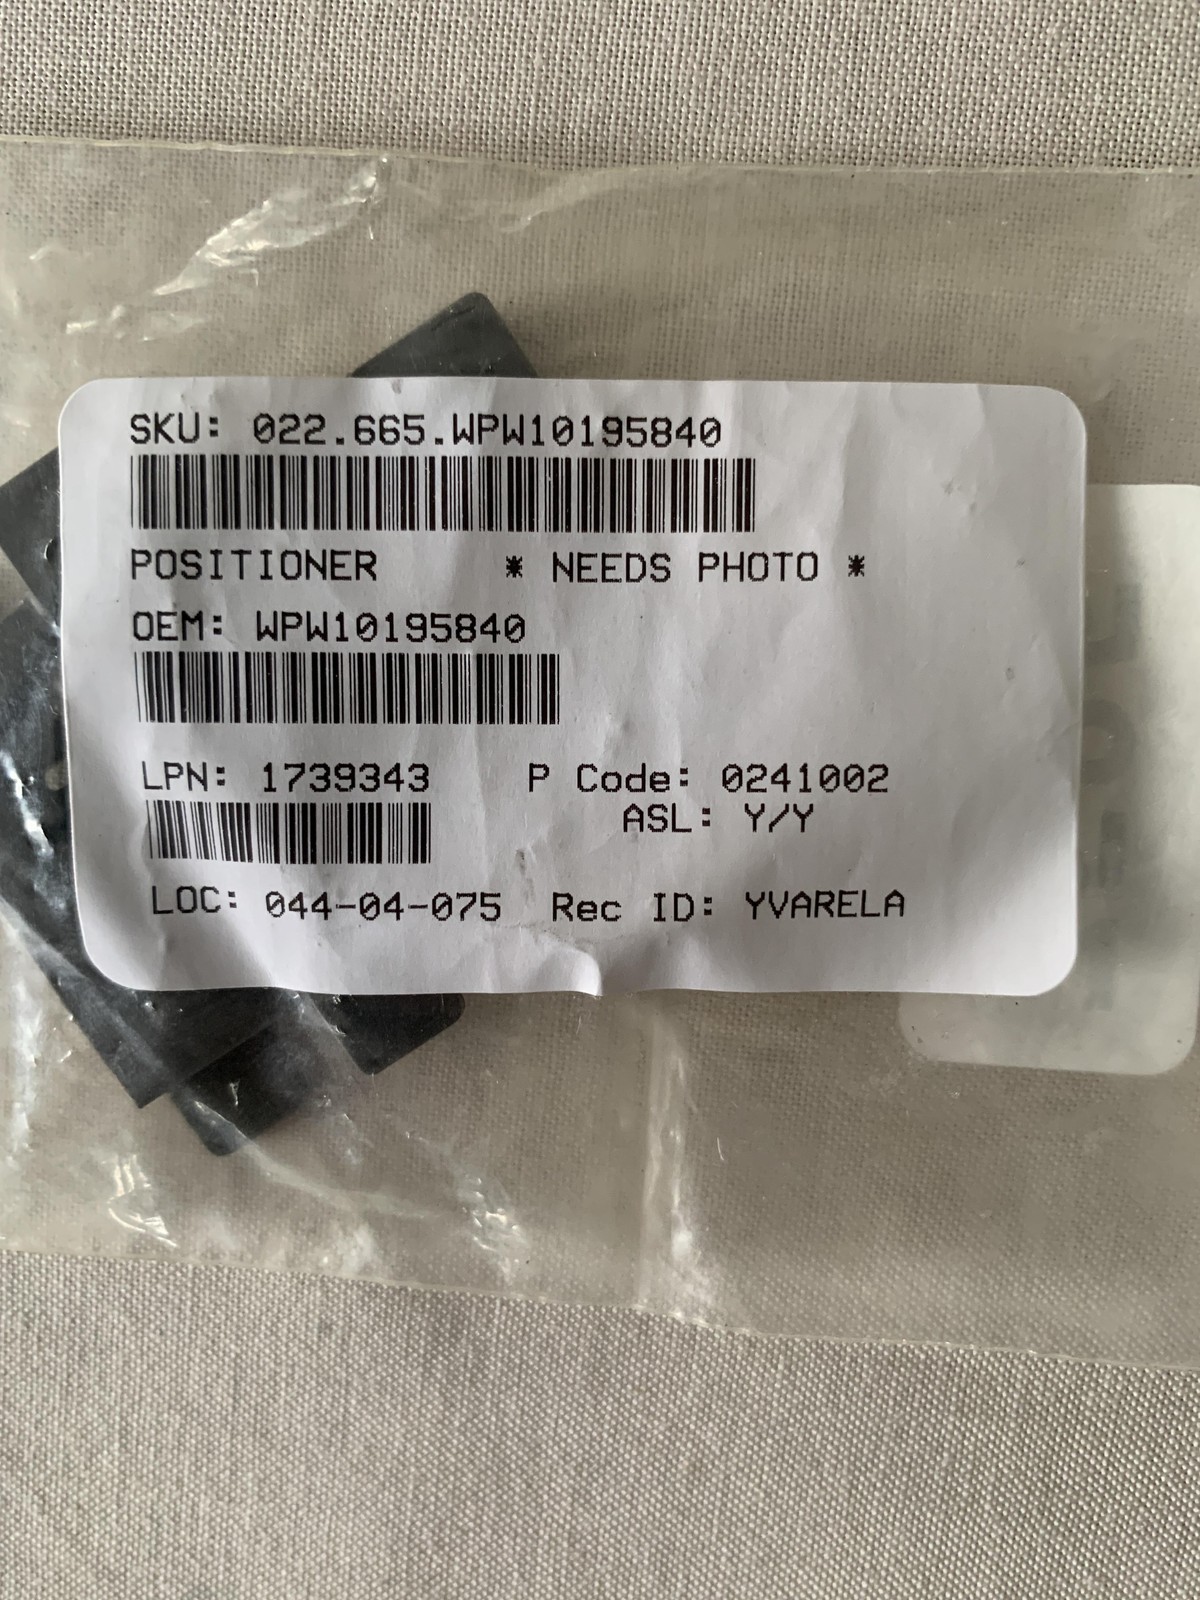 SKU: 022.665.WPW10195840
POSITIONER * NEEDS PHOTO *
OEM: WPW10195840
LPN: 1739343 P Code: 0241002
ASL: Y/Y
LOC: 044-04-075 Rec ID: YVARELA